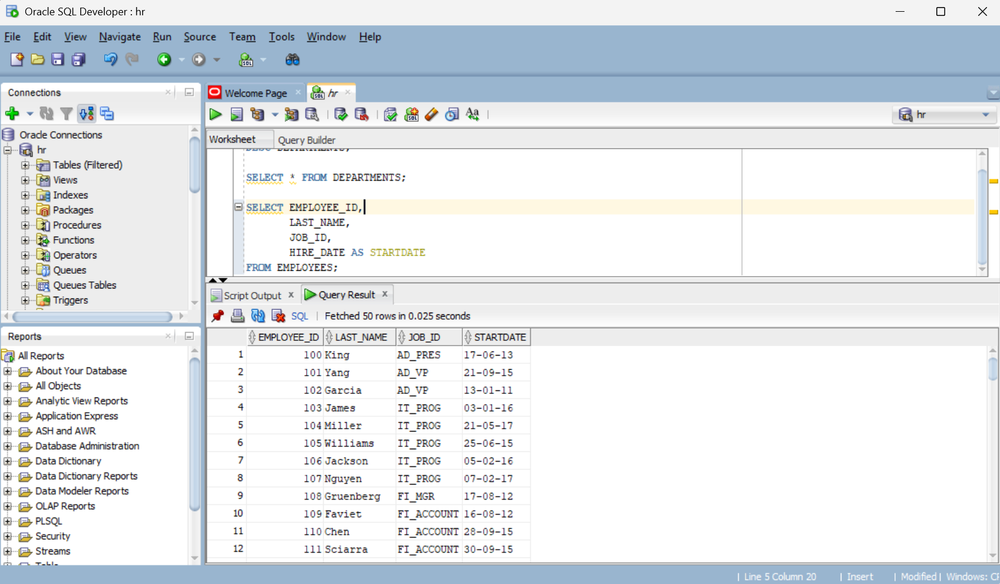 Oracle SQL Developer : hr
File Edit View Navigate Run Source Team Tools Window Help
Connections
Oracle Connections
hr
Tables (Filtered)
Views
Indexes
Packages
Procedures
Functions
Operators
Queues
Queues Tables
Triggers
Reports
All Reports
About Your Database
All Objects
Analytic View Reports
Application Express
ASH and AWR
Database Administration
Data Dictionary
Data Dictionary Reports
Data Modeler Reports
OLAP Reports
PLSQL
Security
Streams
Table
Welcome Page hr
hr
Worksheet Query Builder
DESC DEPARTMENTS;
SELECT * FROM DEPARTMENTS;
SELECT EMPLOYEE_ID,
LAST_NAME,
JOB_ID,
HIRE_DATE AS STARTDATE
FROM EMPLOYEES;
Script Output Query Result
SQL | Fetched 50 rows in 0.025 seconds
EMPLOYEE_ID LAST_NAME JOB_ID STARTDATE
1 100 King AD_PRES 17-06-13
2 101 Yang AD_VP 21-09-15
3 102 Garcia AD_VP 13-01-11
4 103 James IT_PROG 03-01-16
5 104 Miller IT_PROG 21-05-17
6 105 Williams IT_PROG 25-06-15
7 106 Jackson IT_PROG 05-02-16
8 107 Nguyen IT_PROG 07-02-17
9 108 Gruenberg FI_MGR 17-08-12
10 109 Faviet FI_ACCOUNT 16-08-12
11 110 Chen FI_ACCOUNT 28-09-15
12 111 Sciarra FI_ACCOUNT 30-09-15
| Line 5 Column 20 | Insert | Modified | Windows: